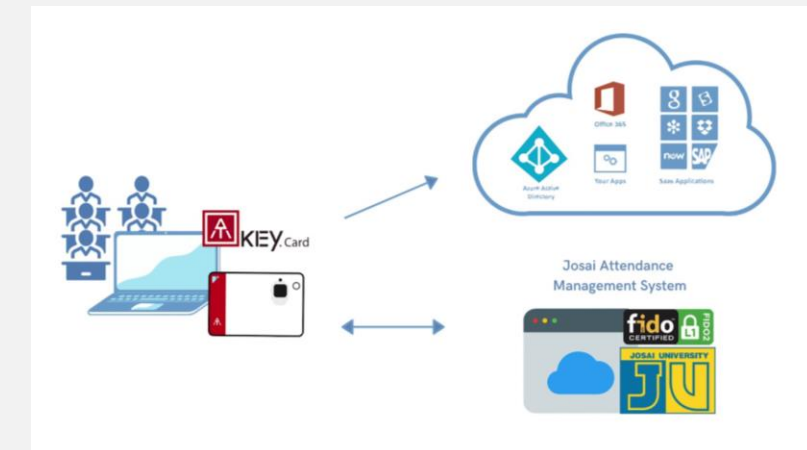 KEY.Card
Office 365
Azure Active
Directory
Your Apps
Saas Applications
8
now
SAP
Josai Attendance
Management System
fido
CERTIFIED
L1
FIDO2
JOSAI UNIVERSITY
JU